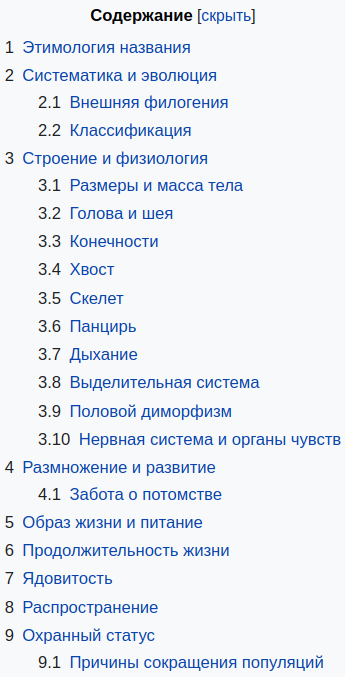 Содержание [скрыть]
1 Этимология названия
2 Систематика и эволюция
2.1 Внешняя филогения
2.2 Классификация
3 Строение и физиология
3.1 Размеры и масса тела
3.2 Голова и шея
3.3 Конечности
3.4 Хвост
3.5 Скелет
3.6 Панцирь
3.7 Дыхание
3.8 Выделительная система
3.9 Половой диморфизм
3.10 Нервная система и органы чувств
4 Размножение и развитие
4.1 Забота о потомстве
5 Образ жизни и питание
6 Продолжительность жизни
7 Ядовитость
8 Распространение
9 Охранный статус
9.1 Причины сокращения популяций